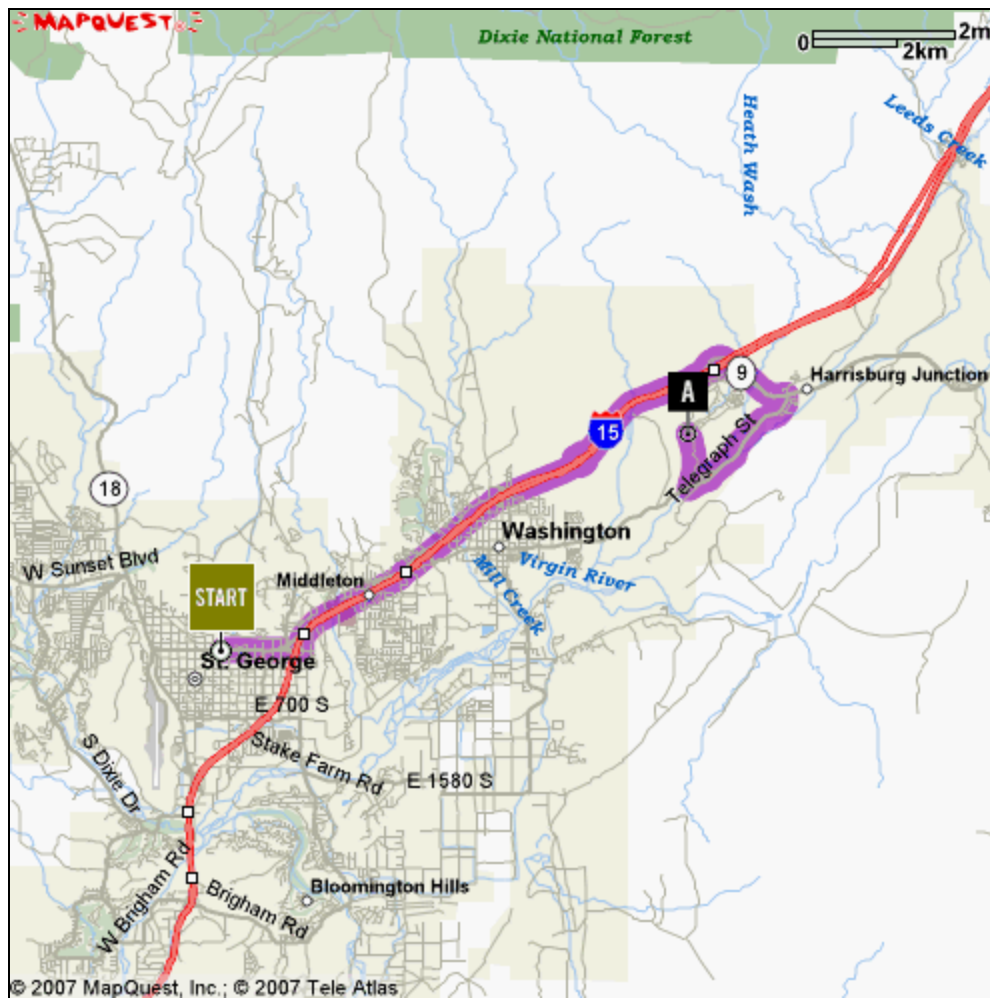 MAPQUEST
Dixie National Forest
0
2m
2km
Heath Wash
Leeds Creek
9
Harrisburg Junction
A
15
Telegraph St
18
Washington
W Sunset Blvd
Virgin River
Middleton
Mill Creek
START
St. George
E 700 S
Stake Farm Rd
E 1580 S
S Dixie Dr
W Brigham Rd
Brigham Rd
Bloomington Hills
© 2007 MapQuest, Inc.; © 2007 Tele Atlas